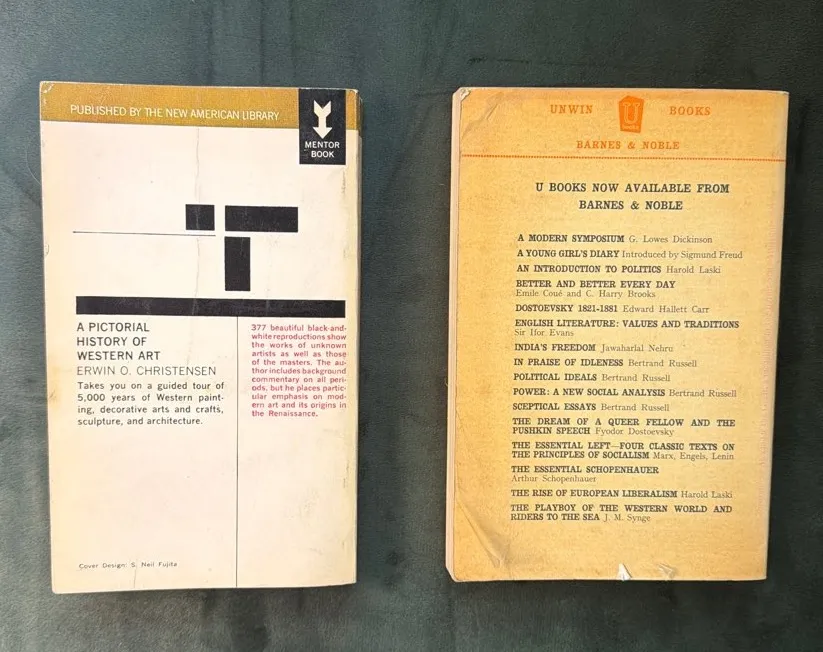 PUBLISHED BY THE NEW AMERICAN LIBRARY
MENTOR
BOOK
A PICTORIAL
HISTORY OF
WESTERN ART
ERWIN O. CHRISTENSEN
Takes you on a guided tour of
5,000 years of Western paint-
ing, decorative arts and crafts,
sculpture, and architecture.
377 beautiful black-and-
white reproductions show
the works of unknown
artists as well as those
of the masters. The au-
thor includes background
commentary on all peri-
ods, but he places partic-
ular emphasis on mod-
ern art and its origins in
the Renaissance.
Cover Design: S. Neil Fujita
UNWIN U BOOKS
BARNES & NOBLE
U BOOKS NOW AVAILABLE FROM
BARNES & NOBLE
A MODERN SYMPOSIUM G. Lowes Dickinson
A YOUNG GIRL'S DIARY Introduced by Sigmund Freud
AN INTRODUCTION TO POLITICS Harold Laski
BETTER AND BETTER EVERY DAY
Emile Coué and C. Harry Brooks
DOSTOEVSKY 1821-1881 Edward Hallett Carr
ENGLISH LITERATURE: VALUES AND TRADITIONS
Sir Ifor Evans
INDIA'S FREEDOM Jawaharlal Nehru
IN PRAISE OF IDLENESS Bertrand Russell
POLITICAL IDEALS Bertrand Russell
POWER: A NEW SOCIAL ANALYSIS Bertrand Russell
SCEPTICAL ESSAYS Bertrand Russell
THE DREAM OF A QUEER FELLOW AND THE
PUSHKIN SPEECH Fyodor Dostoevsky
THE ESSENTIAL LEFT—FOUR CLASSIC TEXTS ON
THE PRINCIPLES OF SOCIALISM Marx, Engels, Lenin
THE ESSENTIAL SCHOPENHAUER
Arthur Schopenhauer
THE RISE OF EUROPEAN LIBERALISM Harold Laski
THE PLAYBOY OF THE WESTERN WORLD AND
RIDERS TO THE SEA J. M. Synge